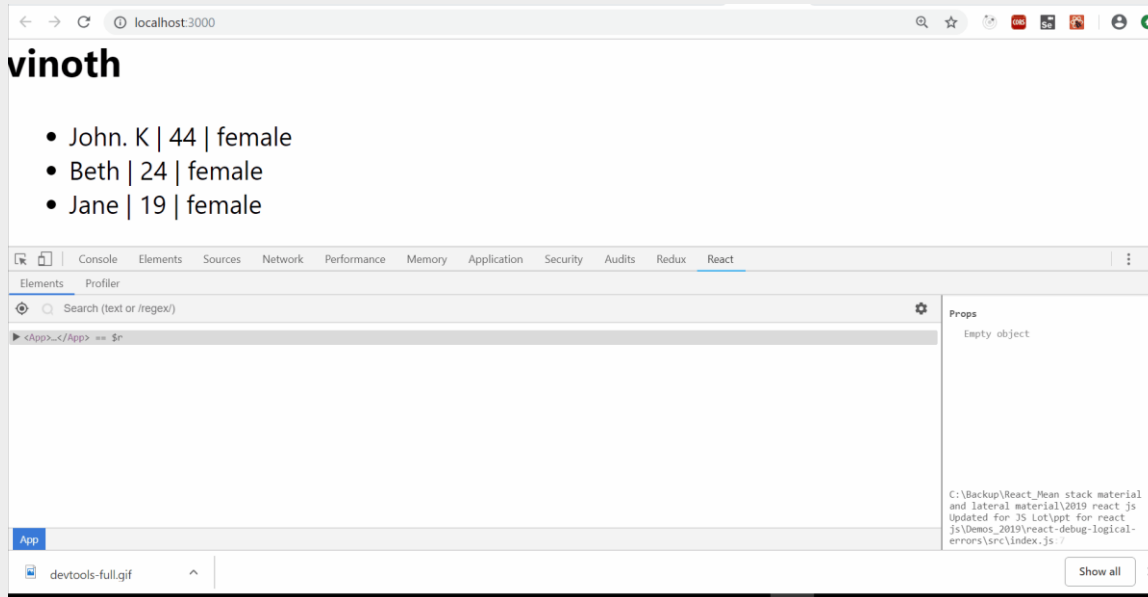 localhost:3000
CORS
Se
vinoth
John. K | 44 | female
Beth | 24 | female
Jane | 19 | female
Console Elements Sources Network Performance Memory Application Security Audits Redux React
Elements Profiler
Search (text or /regex/)
▶ <App>…</App> == $r
Props
Empty object
C:\Backup\React_Mean stack material
and lateral material\2019 react js
Updated for JS Lot\ppt for react
js\Demos_2019\react-debug-logical-
errors\src\index.js:7
App
devtools-full.gif
Show all